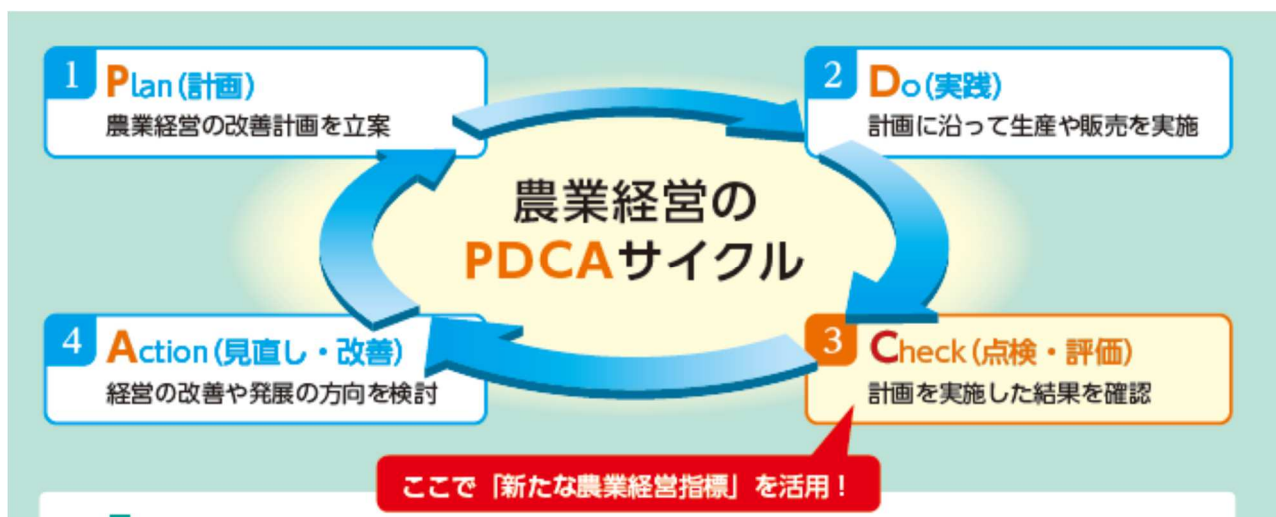 1 Plan(計画)
農業経営の改善計画を立案
2 Do(実践)
計画に沿って生産や販売を実施
農業経営の
PDCAサイクル
4 Action(見直し・改善)
経営の改善や発展の方向を検討
3 Check(点検・評価)
計画を実施した結果を確認
ここで「新たな農業経営指標」を活用!